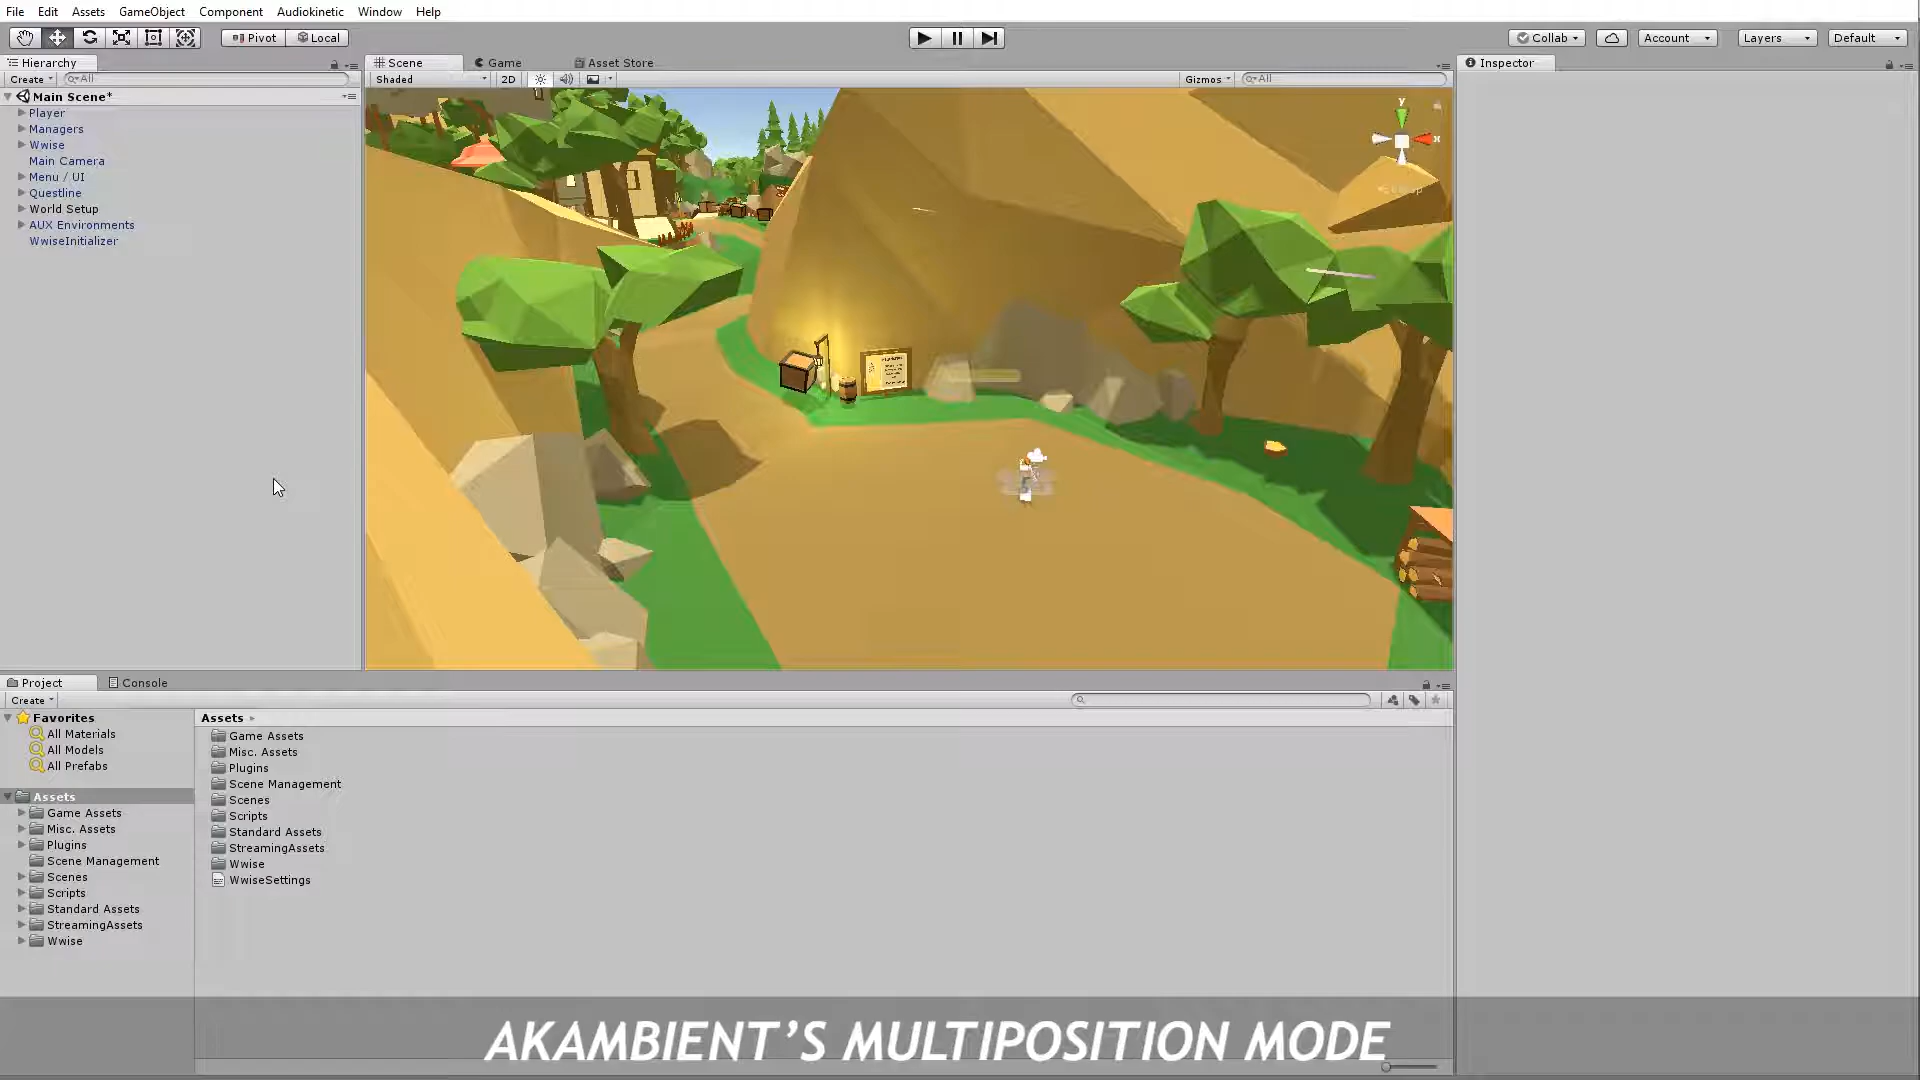 File Edit Assets GameObject Component Audiokinetic Window Help
Pivot Local Collab Account Layers Default
Hierarchy
Create All
Main Scene*
Player
Managers
Wwise
Main Camera
Menu / UI
Questline
World Setup
AUX Environments
WwiseInitializer
Scene Game Asset Store
Shaded 2D Gizmos All
y
x
Inspector
Project Console
Create
Favorites
All Materials
All Models
All Prefabs
Assets
Game Assets
Misc. Assets
Plugins
Scene Management
Scenes
Scripts
Standard Assets
StreamingAssets
Wwise
Assets
Game Assets
Misc. Assets
Plugins
Scene Management
Scenes
Scripts
Standard Assets
StreamingAssets
Wwise
WwiseSettings
AKAMBIENT’S MULTIPOSITION MODE